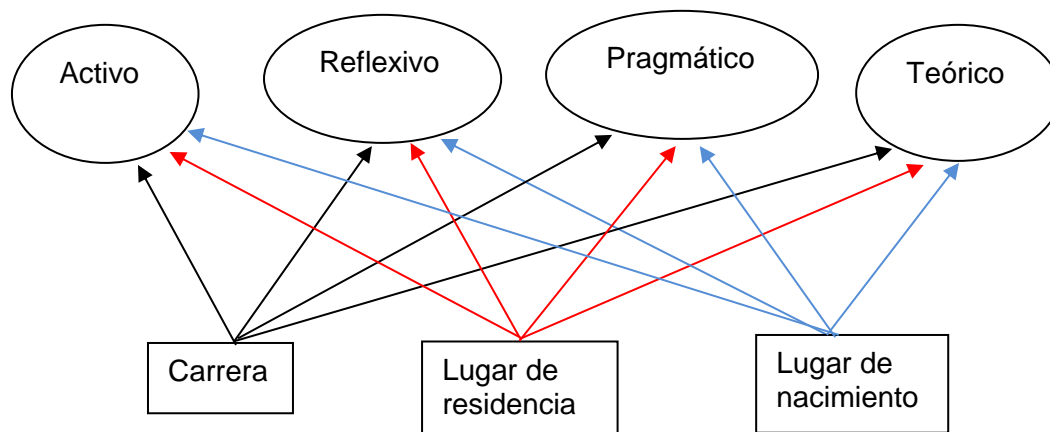 Activo
Reflexivo
Pragmático
Teórico
Carrera
Lugar de
residencia
Lugar de
nacimiento